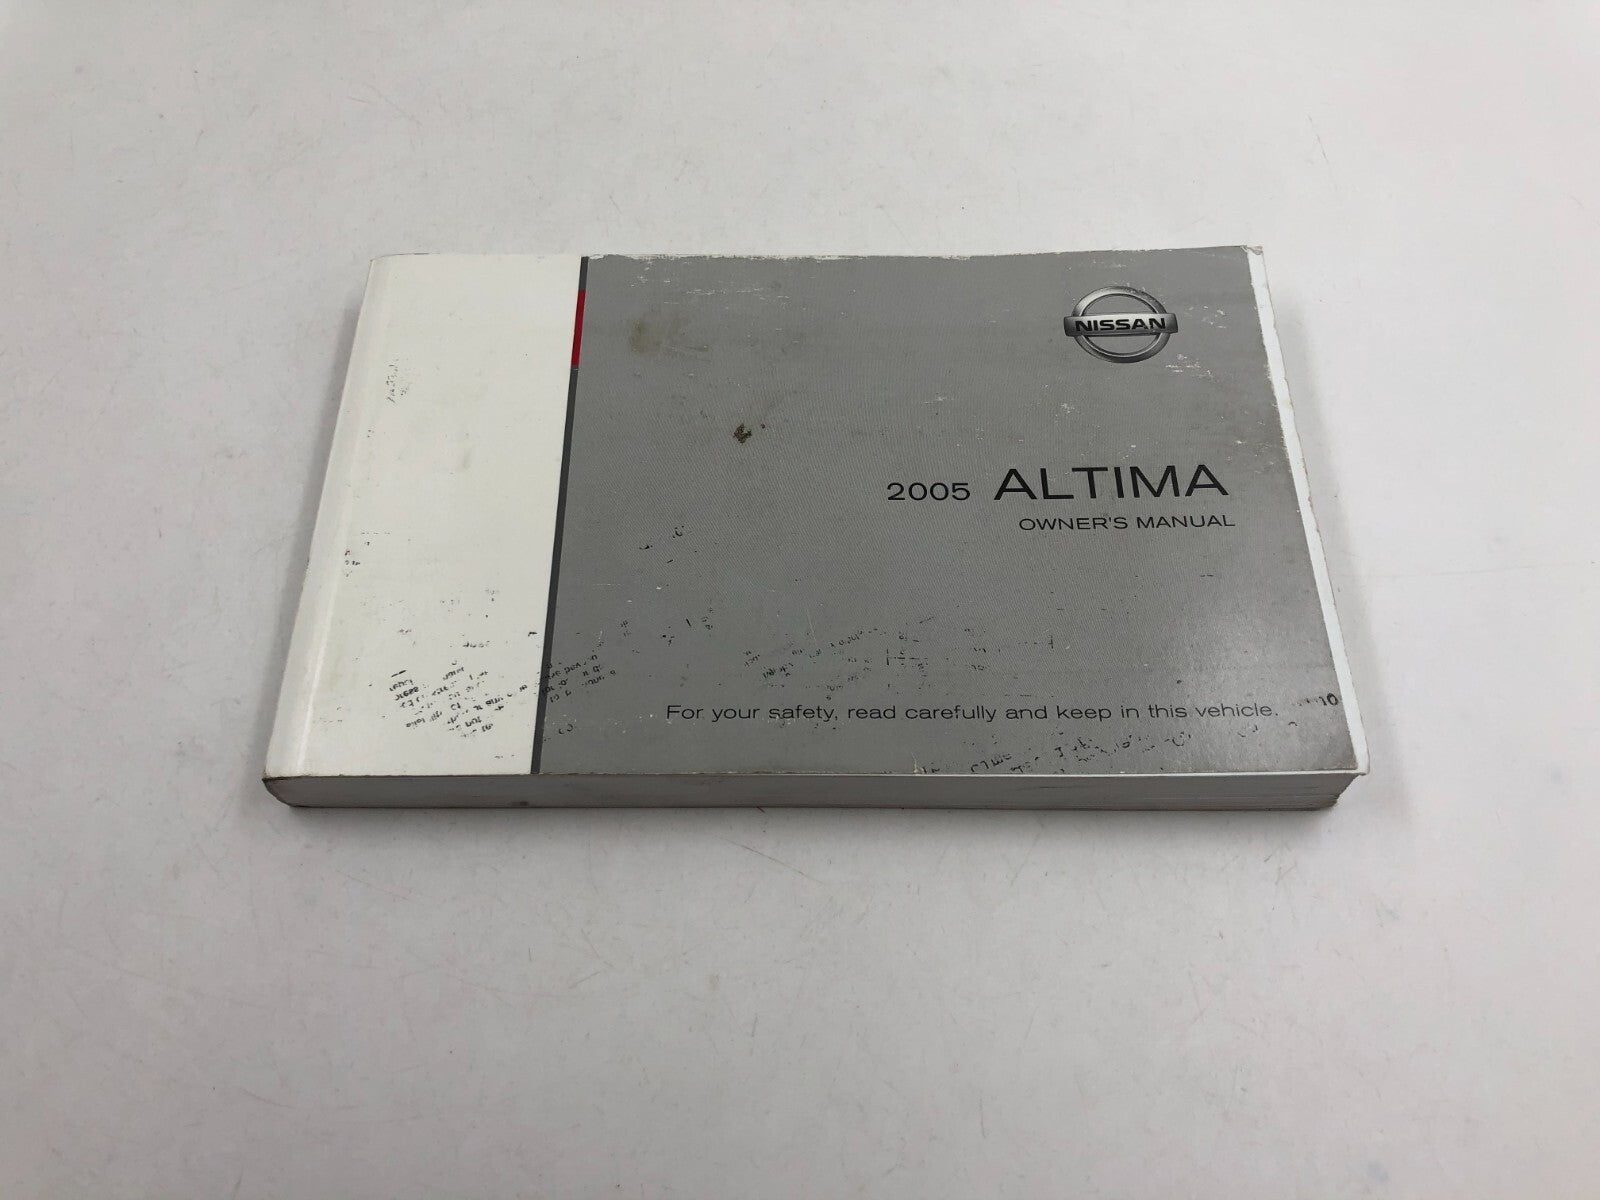 NISSAN
2005 ALTIMA
OWNER'S MANUAL
For your safety, read carefully and keep in this vehicle.